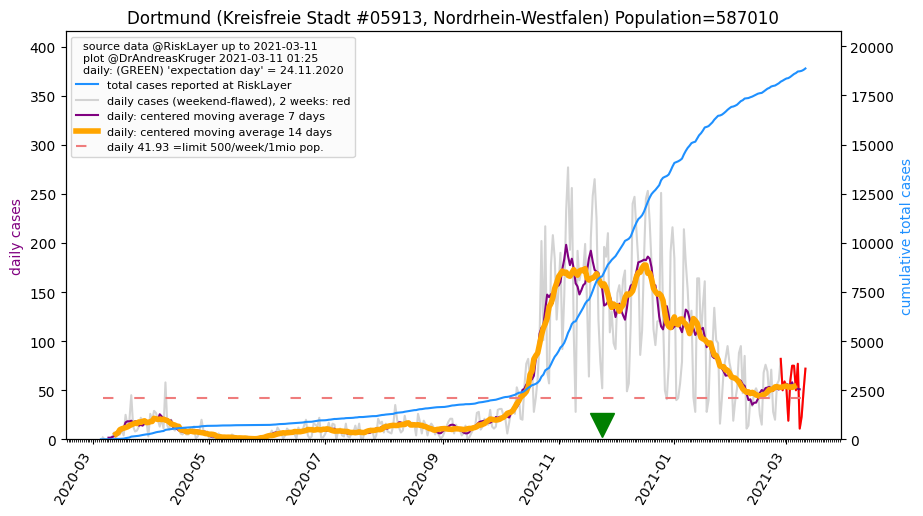 Dortmund (Kreisfreie Stadt #05913, Nordrhein-Westfalen) Population=587010
source data @RiskLayer up to 2021-03-11
plot @DrAndreasKruger 2021-03-11 01:25
daily: (GREEN) 'expectation day' = 24.11.2020
total cases reported at RiskLayer
daily cases (weekend-flawed), 2 weeks: red
daily: centered moving average 7 days
daily: centered moving average 14 days
daily 41.93 =limit 500/week/1mio pop.
daily cases
400
350
300
250
200
150
100
50
0
cumulative total cases
20000
17500
15000
12500
10000
7500
5000
2500
0
2020-03
2020-05
2020-07
2020-09
2020-11
2021-01
2021-03